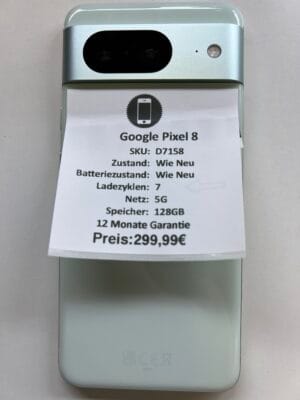 Google Pixel 8
SKU: D7158
Zustand: Wie Neu
Batteriezustand: Wie Neu
Ladezyklen: 7
Netz: 5G
Speicher: 128GB
12 Monate Garantie
Preis:299,99€